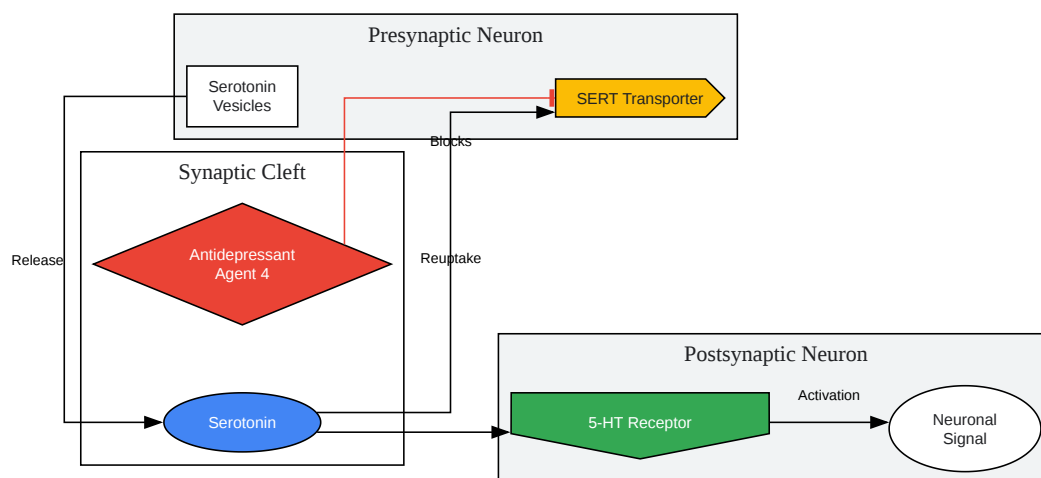 Presynaptic Neuron
Serotonin
Vesicles
SERT Transporter
Blocks
Synaptic Cleft
Antidepressant
Agent 4
Release
Reuptake
Postsynaptic Neuron
Activation
Serotonin
5-HT Receptor
Neuronal
Signal